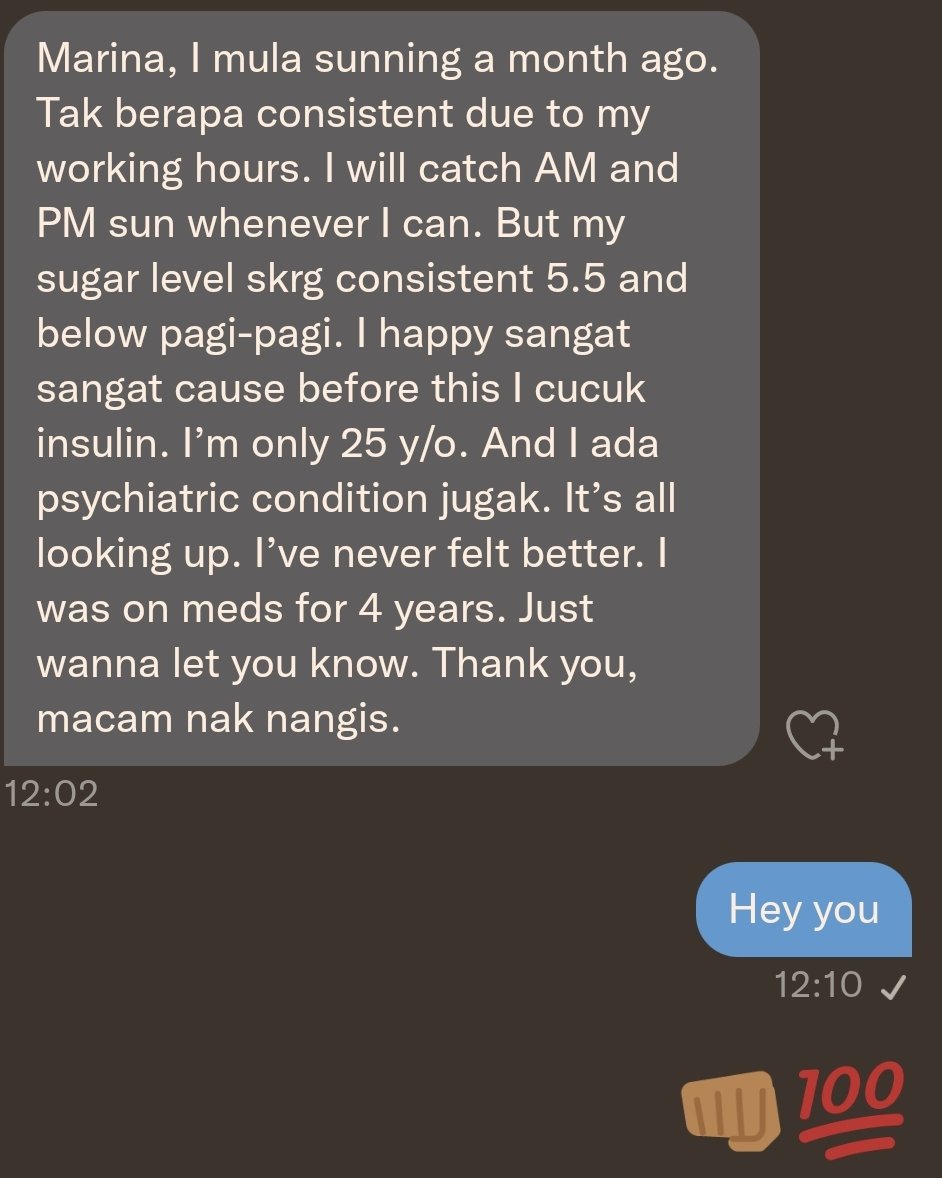 Marina, I mula sunning a month ago.
Tak berapa consistent due to my
working hours. I will catch AM and
PM sun whenever I can. But my
sugar level skrg consistent 5.5 and
below pagi-pagi. I happy sangat
sangat cause before this I cucuk
insulin. I’m only 25 y/o. And I ada
psychiatric condition jugak. It’s all
looking up. I’ve never felt better. I
was on meds for 4 years. Just
wanna let you know. Thank you,
macam nak nangis.
12:02
Hey you
12:10 ✓
👊🏽💯